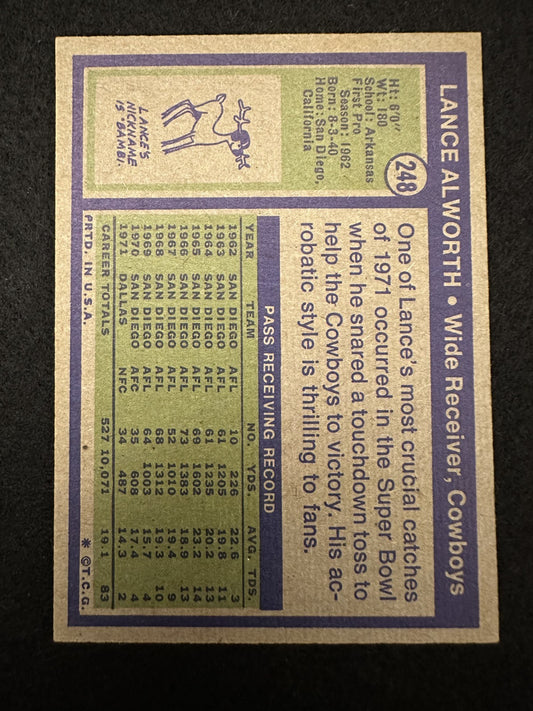 LANCE ALWORTH • Wide Receiver, Cowboys
248
Ht: 6'0"
Wt: 180
School: Arkansas
First Pro
Season: 1962
Born: 8-3-40
Home: San Diego,
California
LANCE'S
NICKNAME
IS "BAMBI."
One of Lance's most crucial catches
of 1971 occurred in the Super Bowl
when he snared a touchdown toss to
help the Cowboys to victory. His ac-
robatic style is thrilling to fans.
PASS RECEIVING RECORD
YEAR TEAM NO. YDS. AVG. TDS.
1962 SAN DIEGO AFL 10 226 22.6 3
1963 SAN DIEGO AFL 61 1205 19.8 11
1964 SAN DIEGO AFL 61 1235 20.2 13
1965 SAN DIEGO AFL 69 1602 23.2 14
1966 SAN DIEGO AFL 73 1383 18.9 13
1967 SAN DIEGO AFL 52 1010 19.4 9
1968 SAN DIEGO AFL 68 1312 19.3 10
1969 SAN DIEGO AFL 64 1003 15.7 4
1970 SAN DIEGO AFC 35 608 17.4 4
1971 DALLAS NFC 34 487 14.3 2
CAREER TOTALS 527 10,071 19.1 83
PRTD. IN U.S.A. * ©T.C.G.